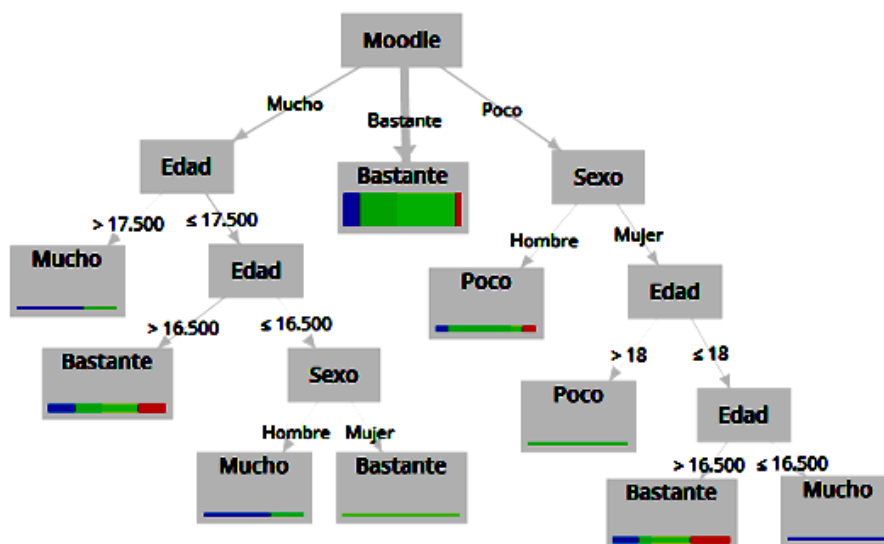 Moodle
Mucho
Bastante
Poco
Edad
Bastante
Sexo
> 17.500
≤ 17.500
Hombre
Mujer
Mucho
Edad
Poco
Edad
> 16.500
≤ 16.500
> 18
≤ 18
Bastante
Sexo
Poco
Edad
Hombre
Mujer
> 16.500
≤ 16.500
Mucho
Bastante
Bastante
Mucho